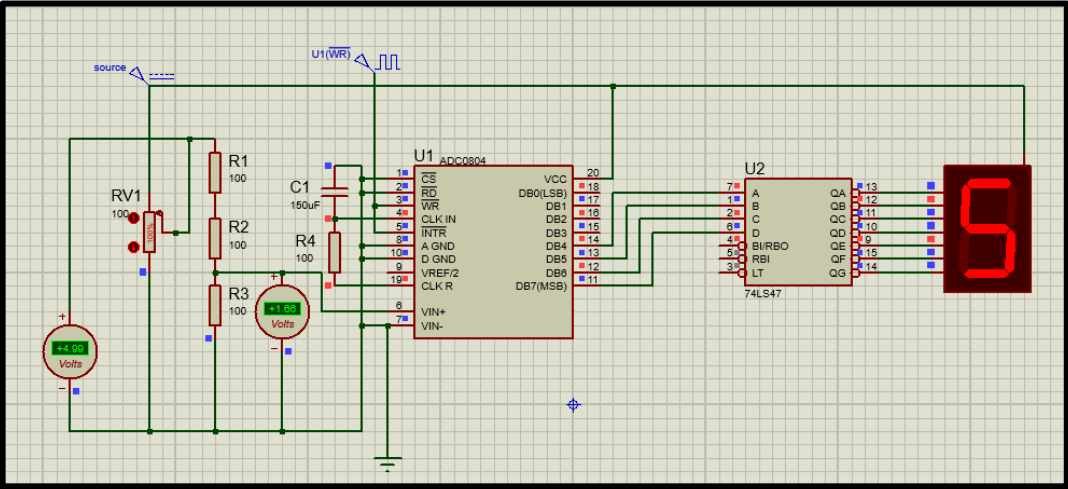 source
U1(WR)
RV1
100
100%
R1
100
R2
100
R3
100
+4.99
Volts
+1.66
Volts
C1
150uF
R4
100
U1
ADC0804
1 CS
2 RD
3 WR
4 CLK IN
5 INTR
8 A GND
10 D GND
9 VREF/2
19 CLK R
6 VIN+
7 VIN-
VCC 20
DB0(LSB) 18
DB1 17
DB2 16
DB3 15
DB4 14
DB5 13
DB6 12
DB7(MSB) 11
U2
7 A
1 B
2 C
6 D
4 BI/RBO
5 RBI
3 LT
QA 13
QB 12
QC 11
QD 10
QE 9
QF 15
QG 14
74LS47
5